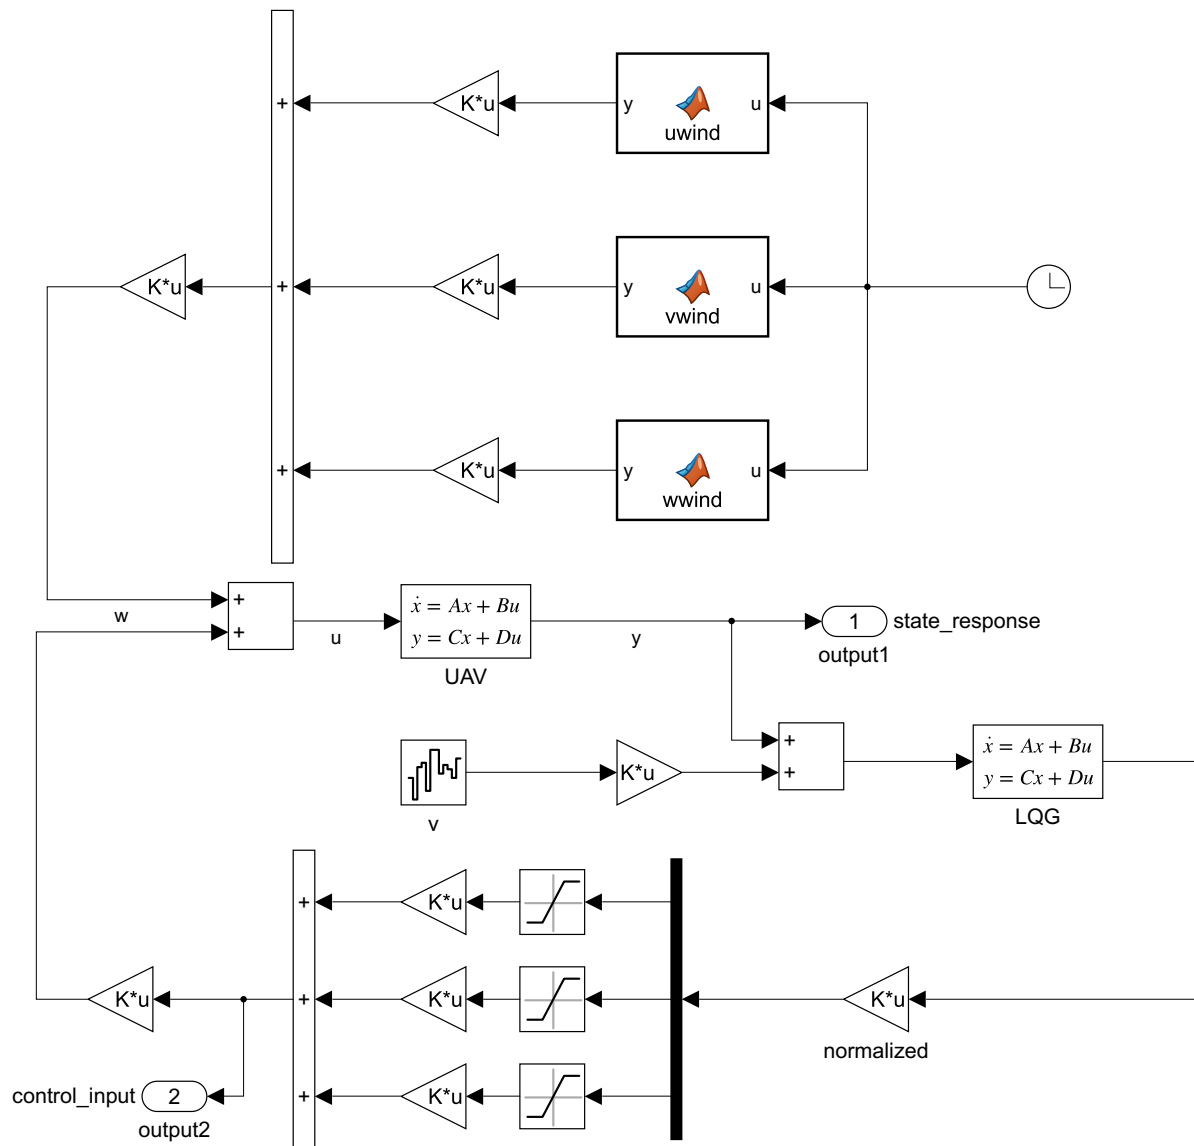 + K*u y uwind u
K*u + K*u y vwind u
+ K*u y wwind u
w + + u
ẋ = Ax + Bu
y = Cx + Du
UAV
y
1 state_response
output1
v
K*u
+ +
ẋ = Ax + Bu
y = Cx + Du
LQG
+ K*u
K*u + K*u K*u
normalized
+ K*u
control_input 2
output2